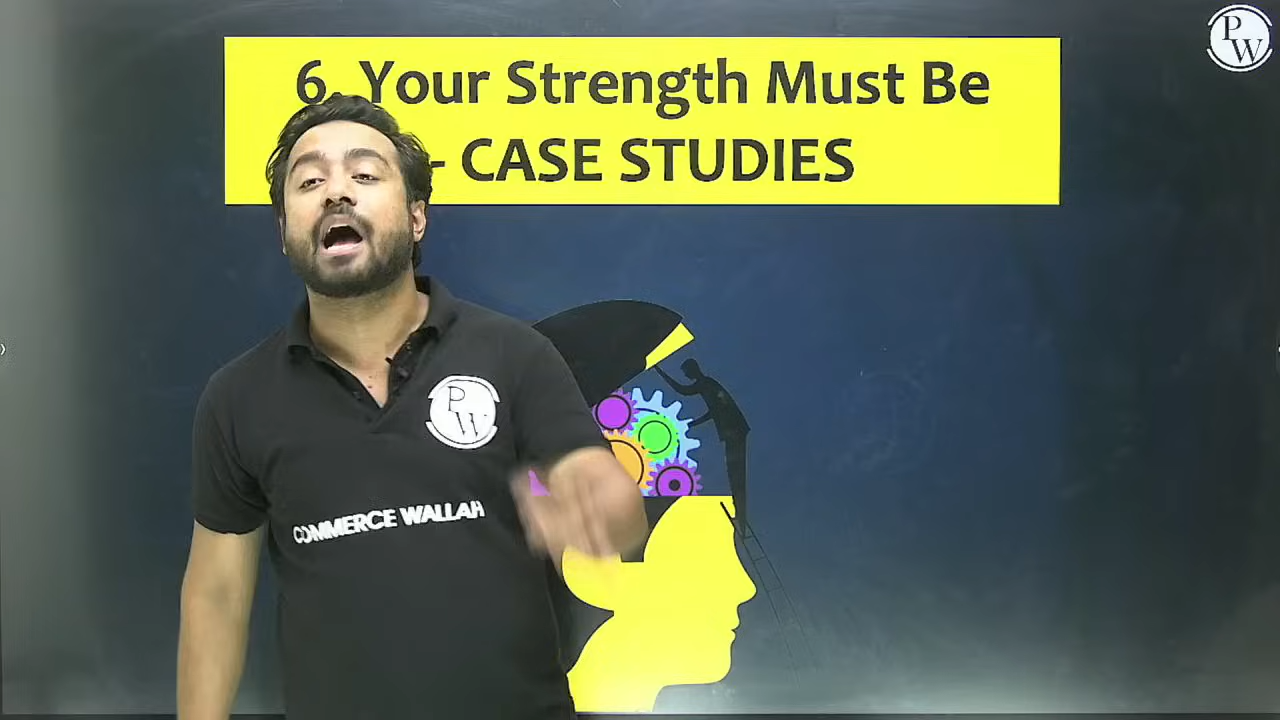 6. Your Strength Must Be
- CASE STUDIES
PW
PW
COMMERCE WALLAH